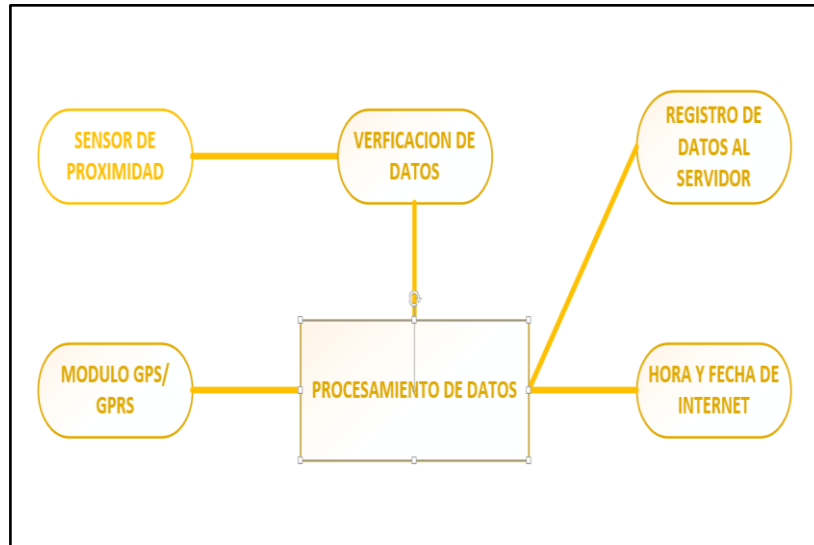 SENSOR DE
PROXIMIDAD
VERFICACION DE
DATOS
REGISTRO DE
DATOS AL
SERVIDOR
MODULO GPS/
GPRS
PROCESAMIENTO DE DATOS
HORA Y FECHA DE
INTERNET